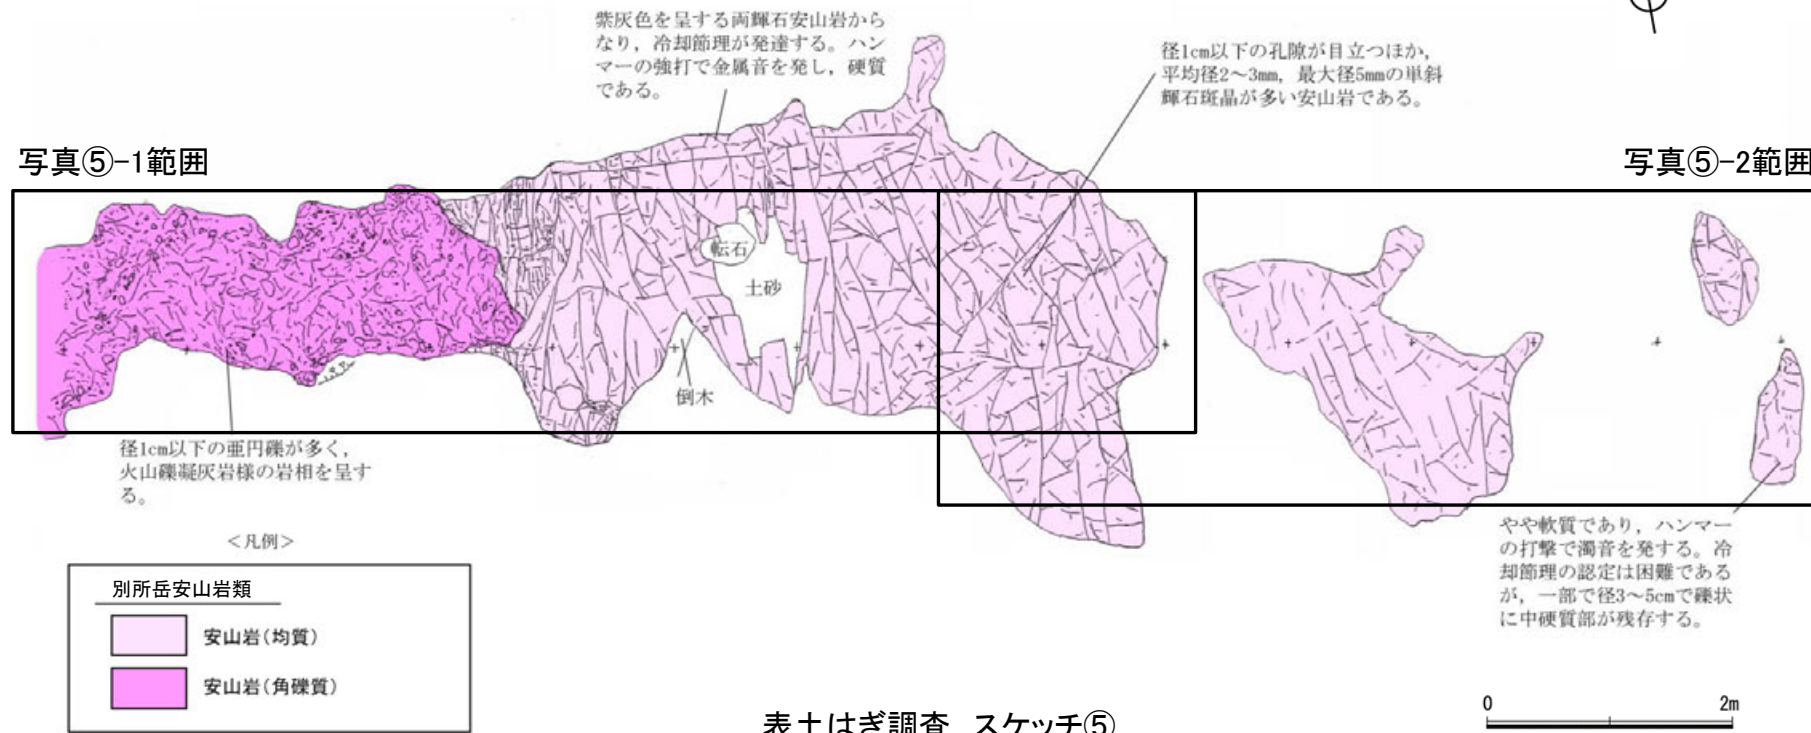 紫灰色を呈する両輝石安山岩から
なり，冷却節理が発達する。ハン
マーの強打で金属音を発し，硬質
である。
径1cm以下の孔隙が目立つほか，
平均径2～3mm，最大径5mmの単斜
輝石斑晶が多い安山岩である。
写真⑤-1範囲
写真⑤-2範囲
転石
土砂
倒木
径1cm以下の亜円礫が多く，
火山礫凝灰岩様の岩相を呈す
る。
やや軟質であり，ハンマー
の打撃で濁音を発する。冷
却節理の認定は困難である
が，一部で径3～5cmで礫状
に中硬質部が残存する。
＜凡例＞
別所岳安山岩類
安山岩(均質)
安山岩(角礫質)
0 2m
表土はぎ調査 スケッチ⑤